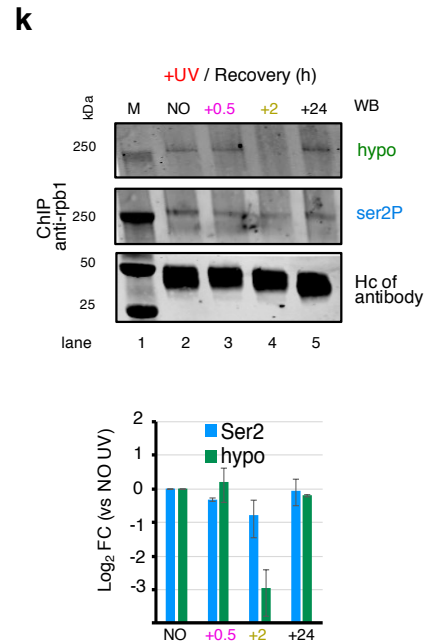 k
+UV / Recovery (h)
kDa
M NO +0.5 +2 +24 WB
250 hypo
ChIP
anti-rpb1
250 ser2P
50
25
Hc of
antibody
lane 1 2 3 4 5
Log2 FC (vs NO UV)
2
1
0
-1
-2
-3
Ser2
hypo
NO +0.5 +2 +24